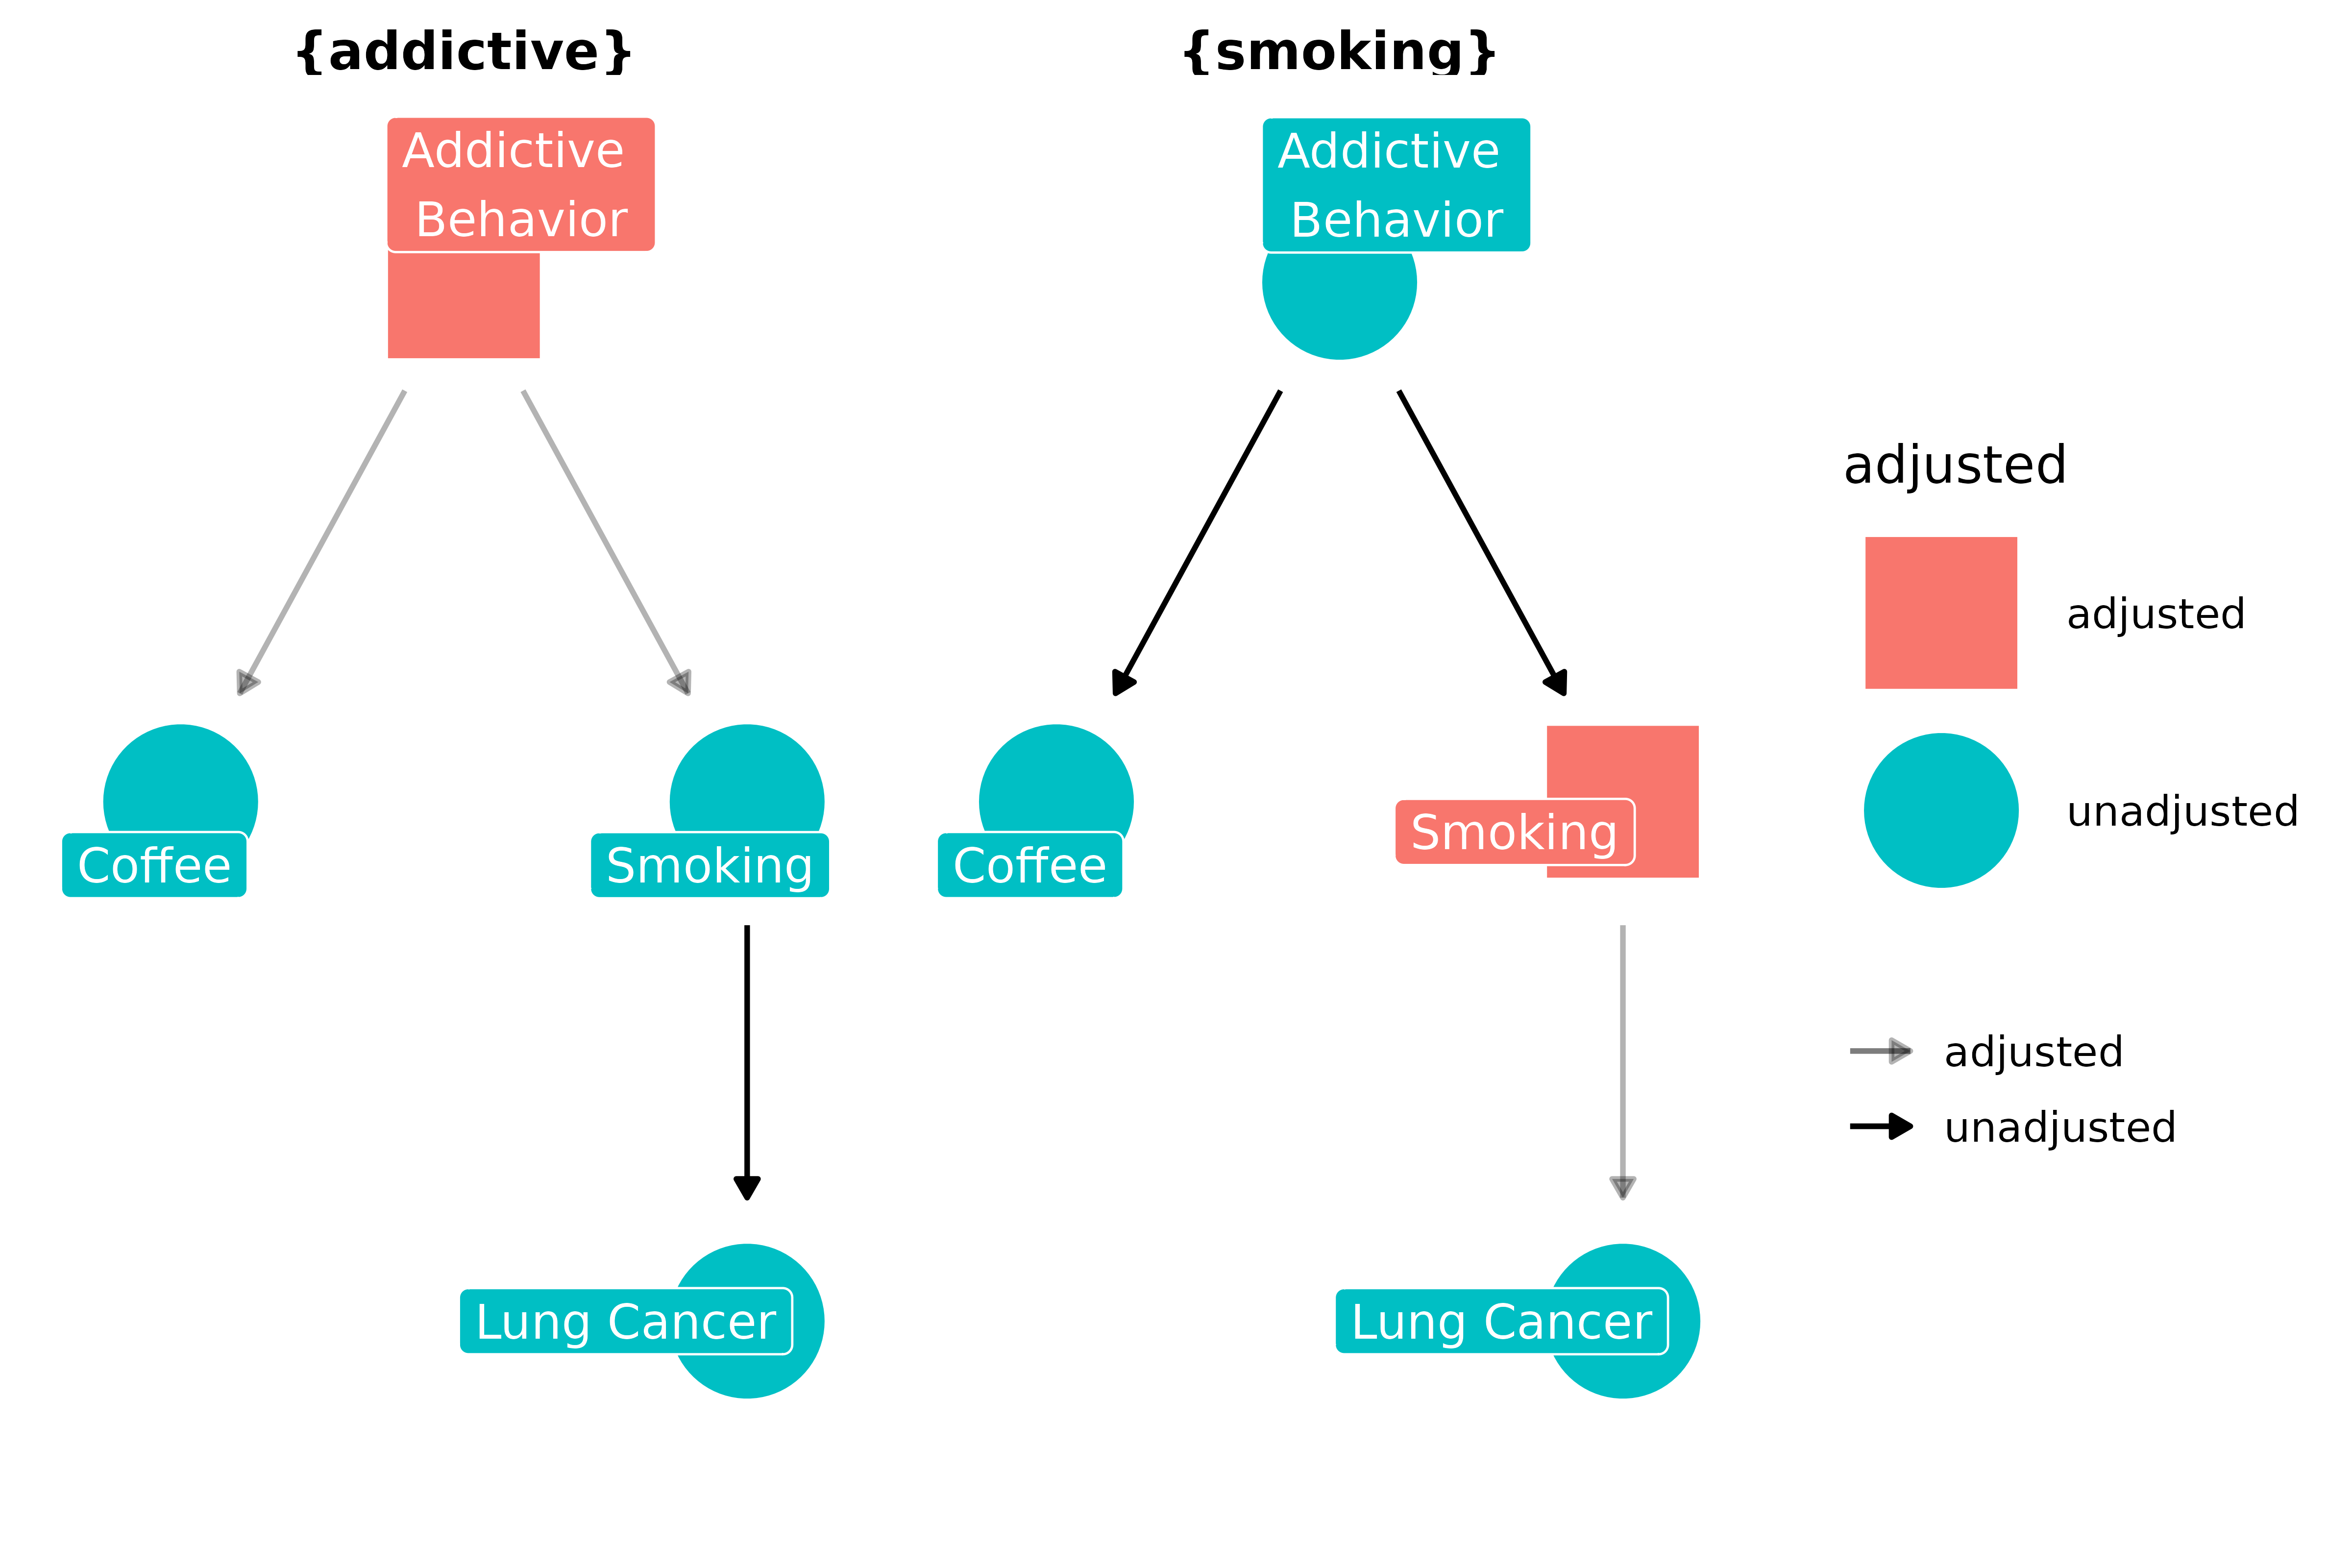 {addictive}
Addictive
Behavior
Coffee
Smoking
Lung Cancer
{smoking}
Addictive
Behavior
Coffee
Smoking
Lung Cancer
adjusted
adjusted
unadjusted
adjusted
unadjusted